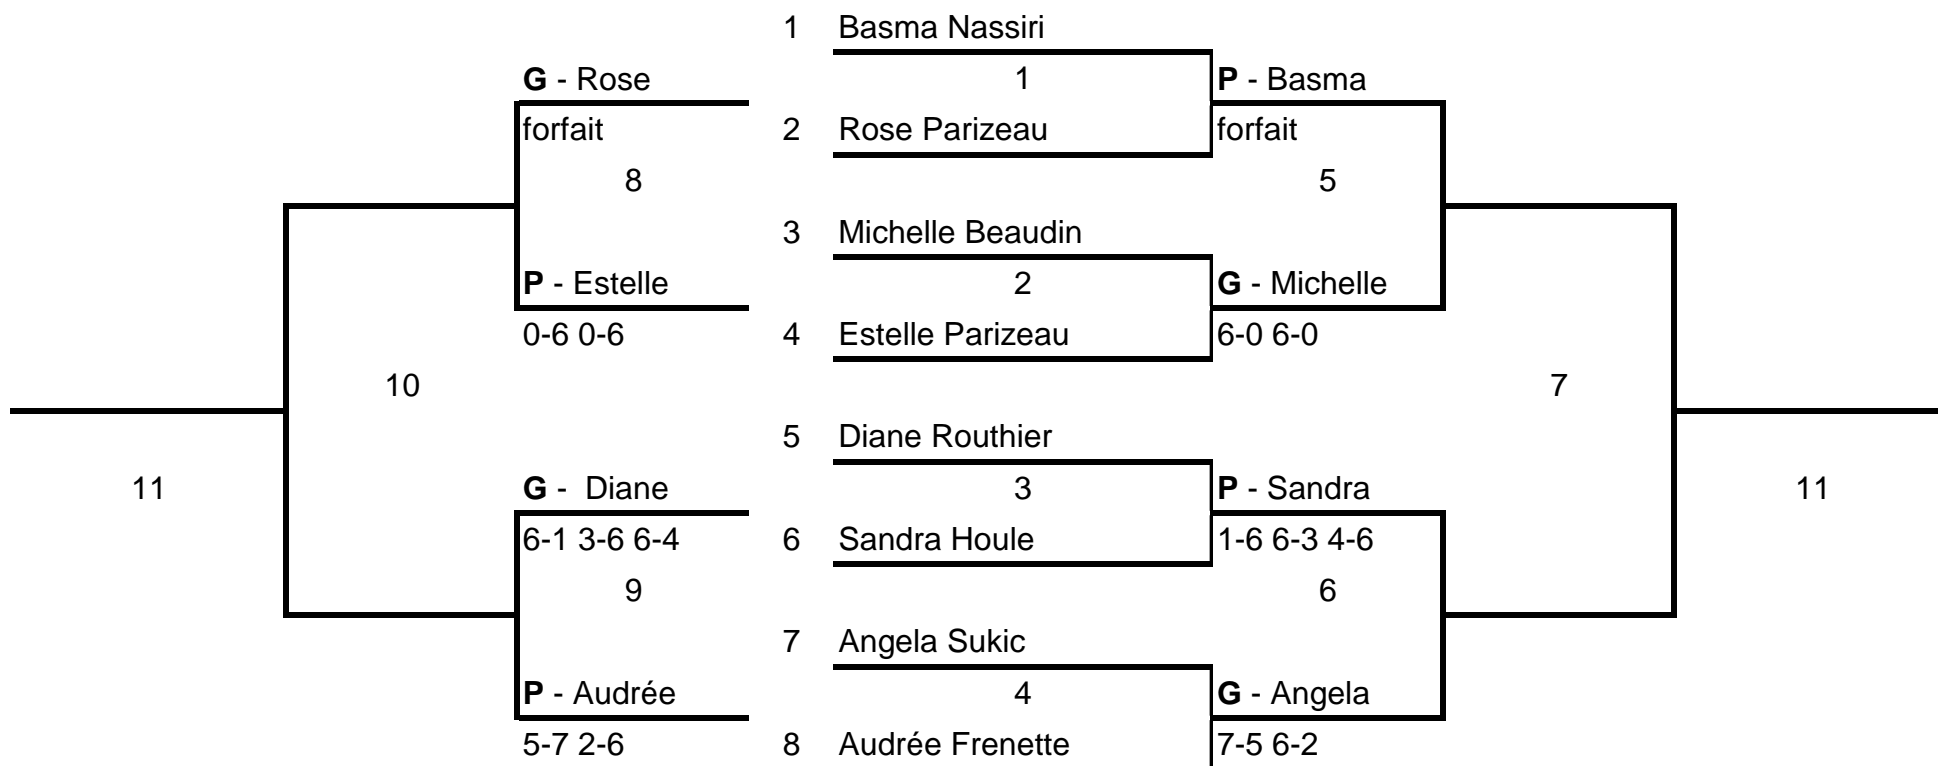 1 Basma Nassiri
G - Rose 1 P - Basma
forfait 2 Rose Parizeau forfait
8 5
3 Michelle Beaudin
P - Estelle 2 G - Michelle
0-6 0-6 4 Estelle Parizeau 6-0 6-0
10 7
5 Diane Routhier
11 G - Diane 3 P - Sandra 11
6-1 3-6 6-4 6 Sandra Houle 1-6 6-3 4-6
9 6
7 Angela Sukic
P - Audrée 4 G - Angela
5-7 2-6 8 Audrée Frenette 7-5 6-2